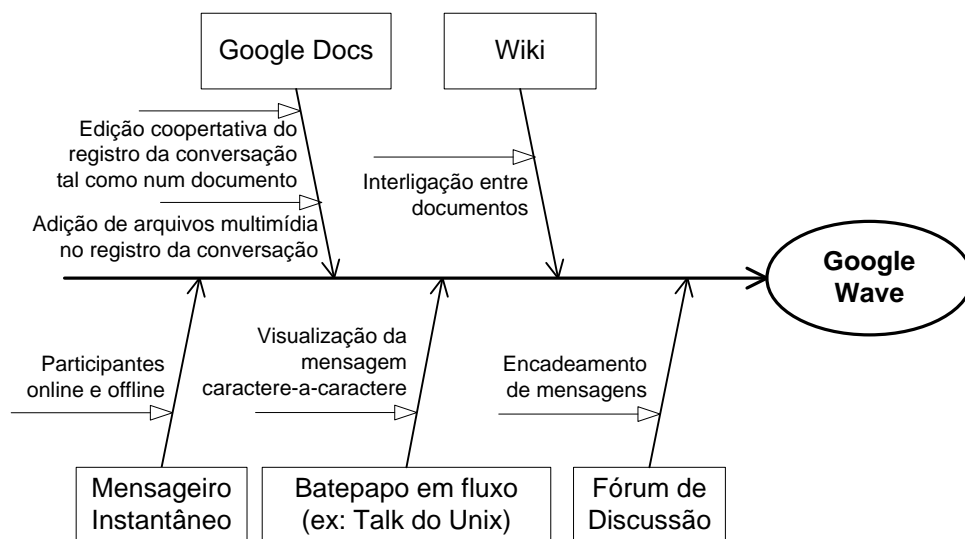 Google Docs
Wiki
Edição coopertativa do
registro da conversação
tal como num documento
Adição de arquivos multimídia
no registro da conversação
Interligação entre
documentos
Google
Wave
Participantes
online e offline
Visualização da
mensagem
caractere-a-caractere
Encadeamento
de mensagens
Mensageiro
Instantâneo
Batepapo em fluxo
(ex: Talk do Unix)
Fórum de
Discussão